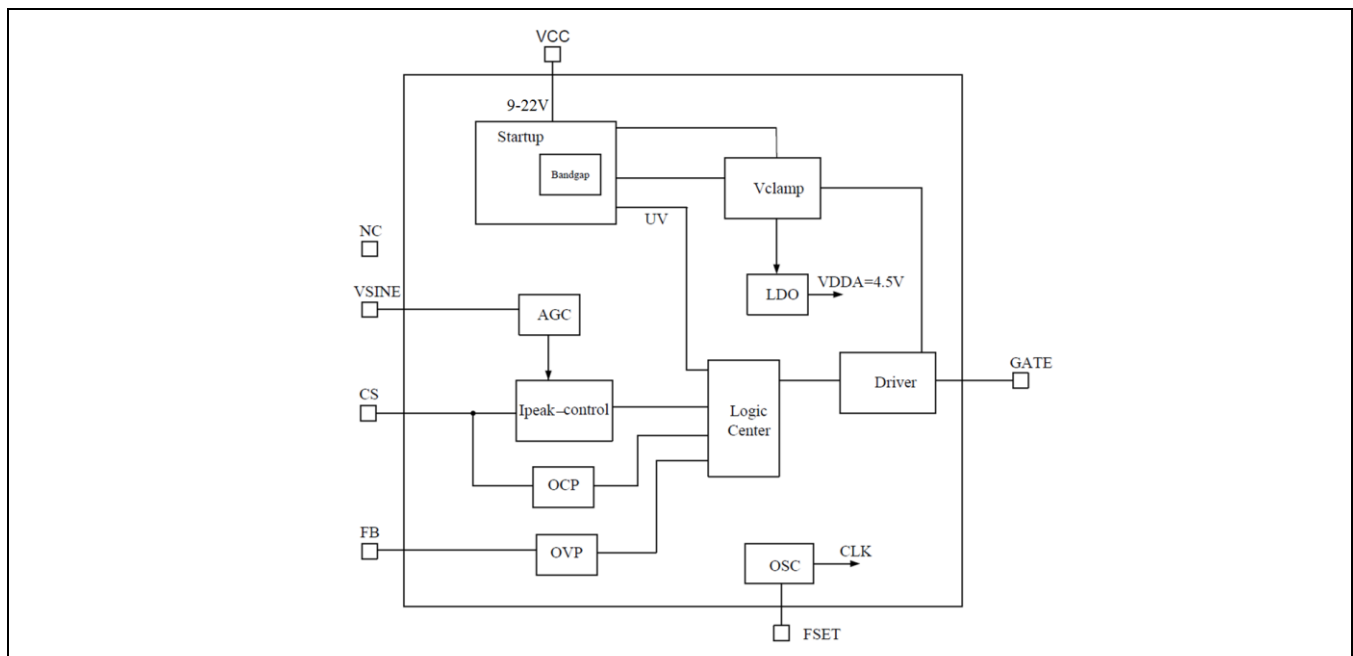 VCC
9-22V
Startup
Bandgap
Vclamp
UV
NC
VSINE
LDO
VDDA=4.5V
AGC
GATE
Driver
CS
Ipeak–control
Logic
Center
OCP
FB
OVP
CLK
OSC
FSET